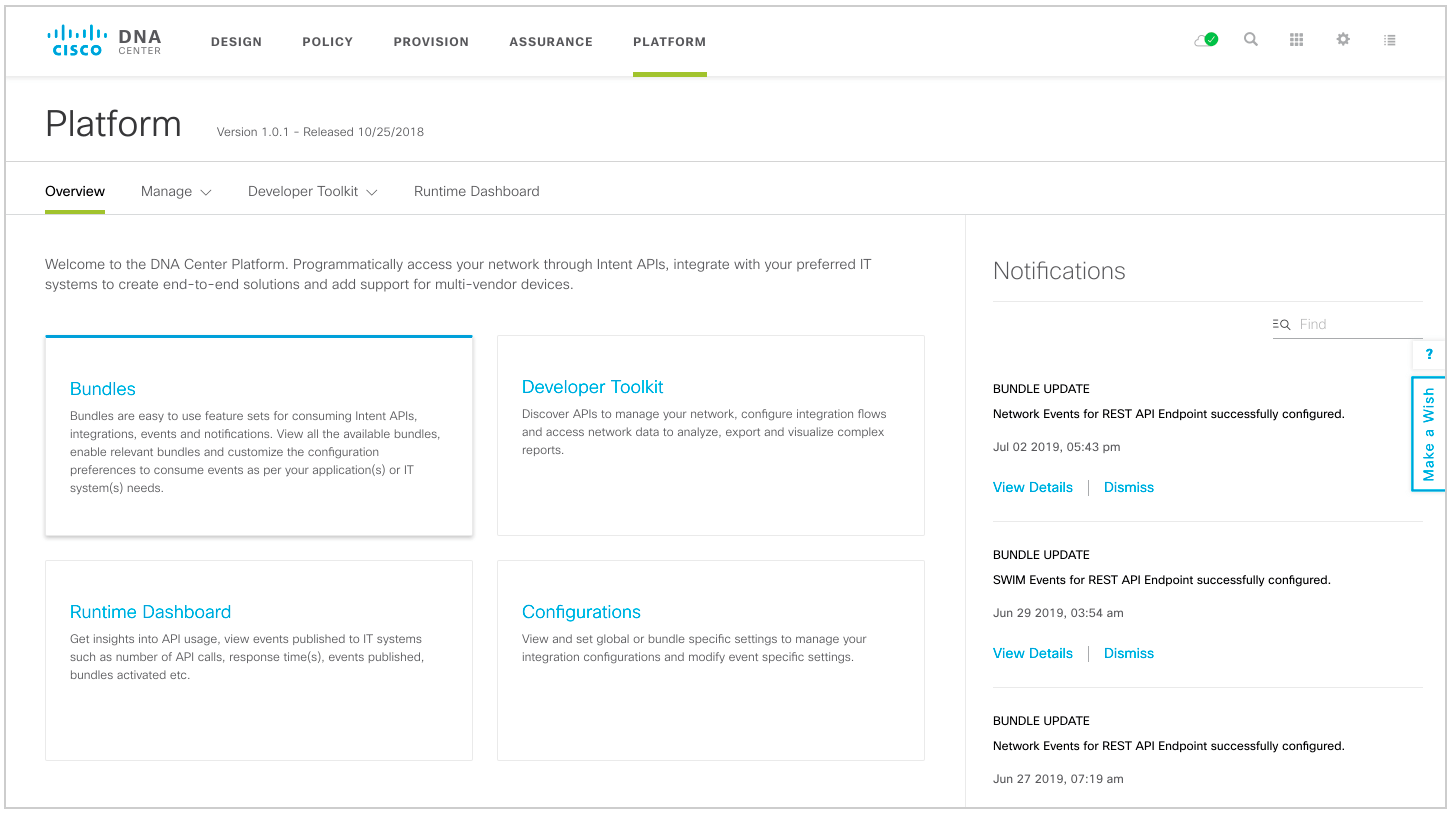 CISCO DNA CENTER
DESIGN POLICY PROVISION ASSURANCE PLATFORM
Platform Version 1.0.1 - Released 10/25/2018
Overview Manage Developer Toolkit Runtime Dashboard
Welcome to the DNA Center Platform. Programmatically access your network through Intent APIs, integrate with your preferred IT
systems to create end-to-end solutions and add support for multi-vendor devices.
Bundles
Bundles are easy to use feature sets for consuming Intent APIs,
integrations, events and notifications. View all the available bundles,
enable relevant bundles and customize the configuration
preferences to consume events as per your application(s) or IT
system(s) needs.
Developer Toolkit
Discover APIs to manage your network, configure integration flows
and access network data to analyze, export and visualize complex
reports.
Runtime Dashboard
Get insights into API usage, view events published to IT systems
such as number of API calls, response time(s), events published,
bundles activated etc.
Configurations
View and set global or bundle specific settings to manage your
integration configurations and modify event specific settings.
Notifications
Find
BUNDLE UPDATE
Network Events for REST API Endpoint successfully configured.
Jul 02 2019, 05:43 pm
View Details Dismiss
BUNDLE UPDATE
SWIM Events for REST API Endpoint successfully configured.
Jun 29 2019, 03:54 am
View Details Dismiss
BUNDLE UPDATE
Network Events for REST API Endpoint successfully configured.
Jun 27 2019, 07:19 am
?
Make a Wish